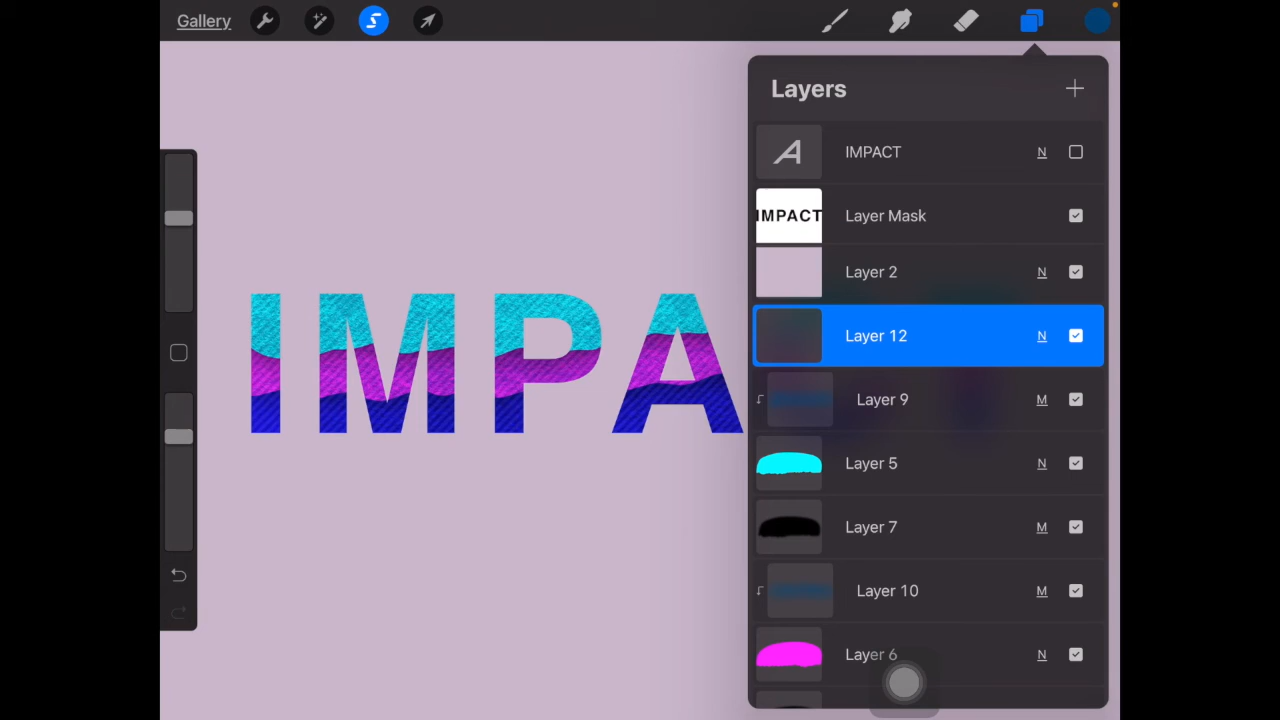 Gallery
Layers
IMPACT N
IMPACT Layer Mask
Layer 2 N
Layer 12 N
Layer 9 M
Layer 5 N
Layer 7 M
Layer 10 M
Layer 6 N
IMPA